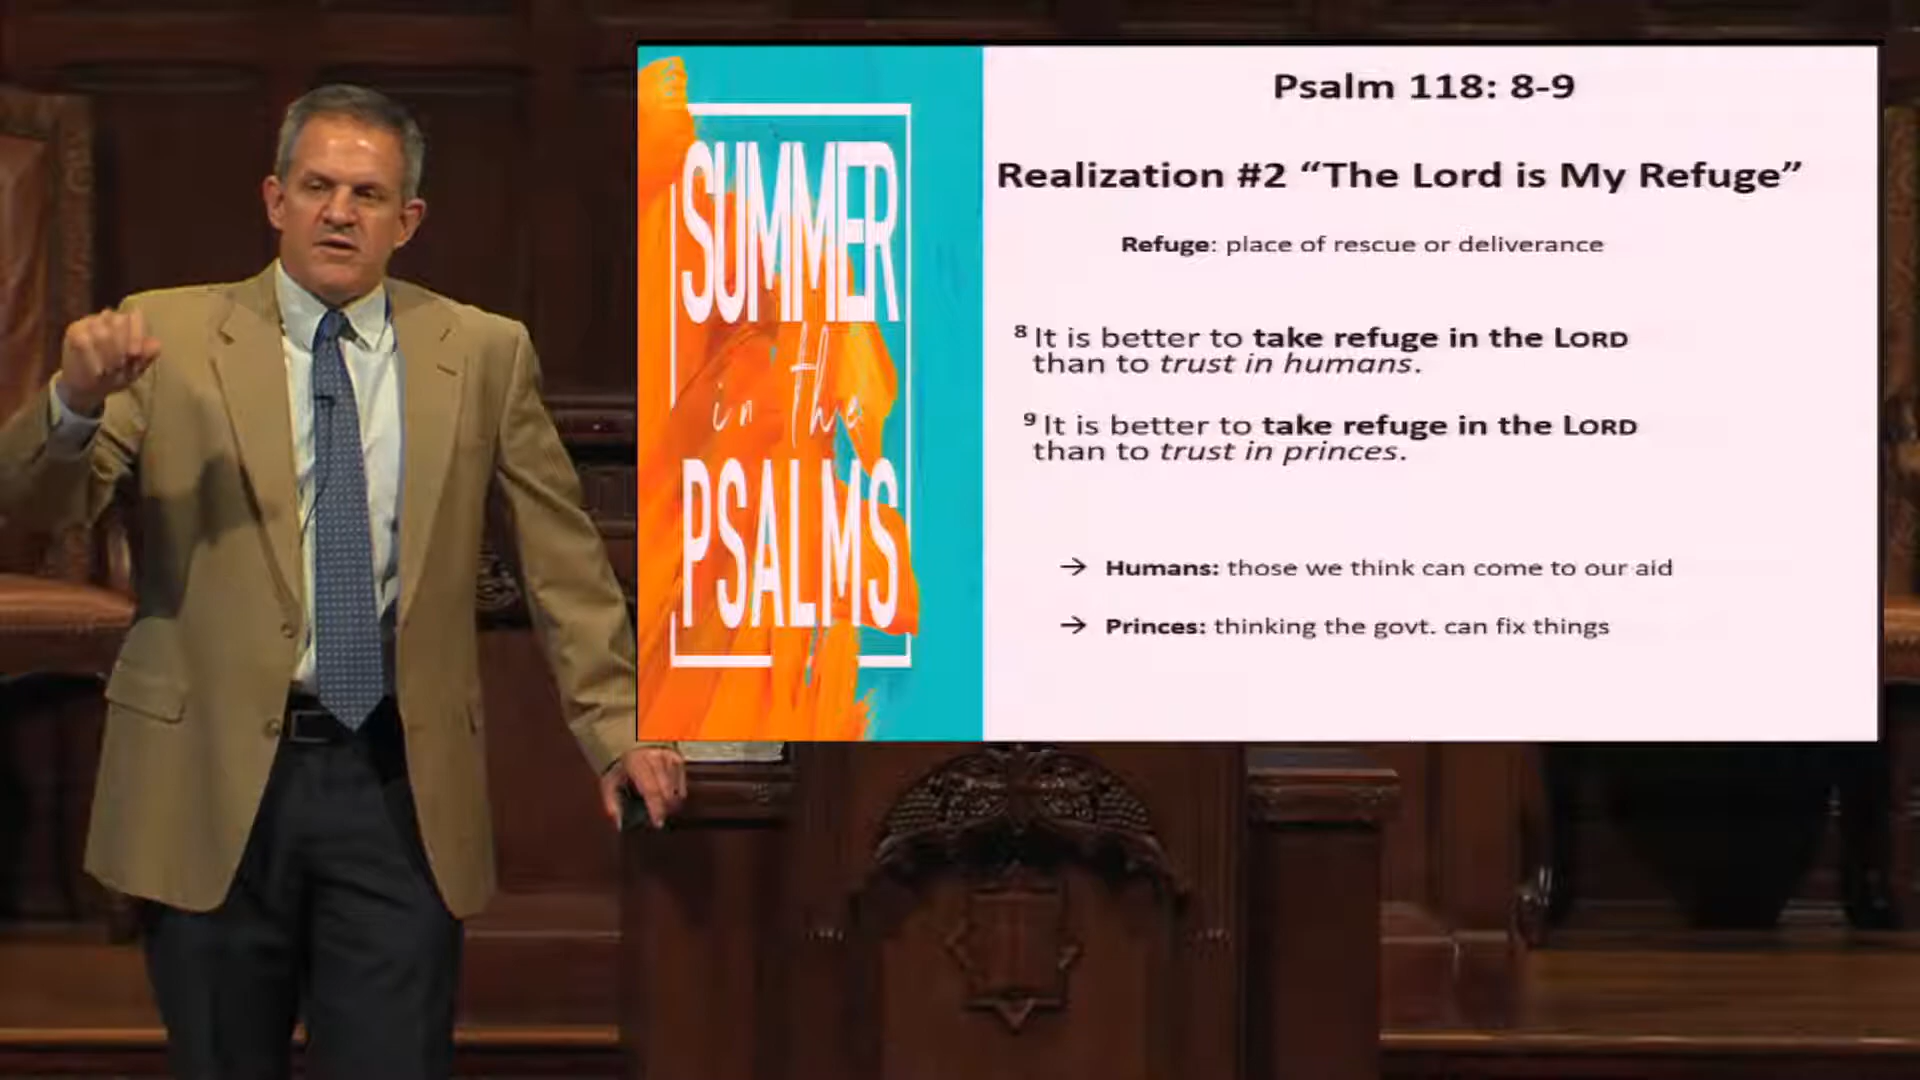 SUMMER
in the
PSALMS
Psalm 118: 8-9
Realization #2 “The Lord is My Refuge”
Refuge: place of rescue or deliverance
8 It is better to take refuge in the LORD
than to trust in humans.
9 It is better to take refuge in the LORD
than to trust in princes.
→ Humans: those we think can come to our aid
→ Princes: thinking the govt. can fix things